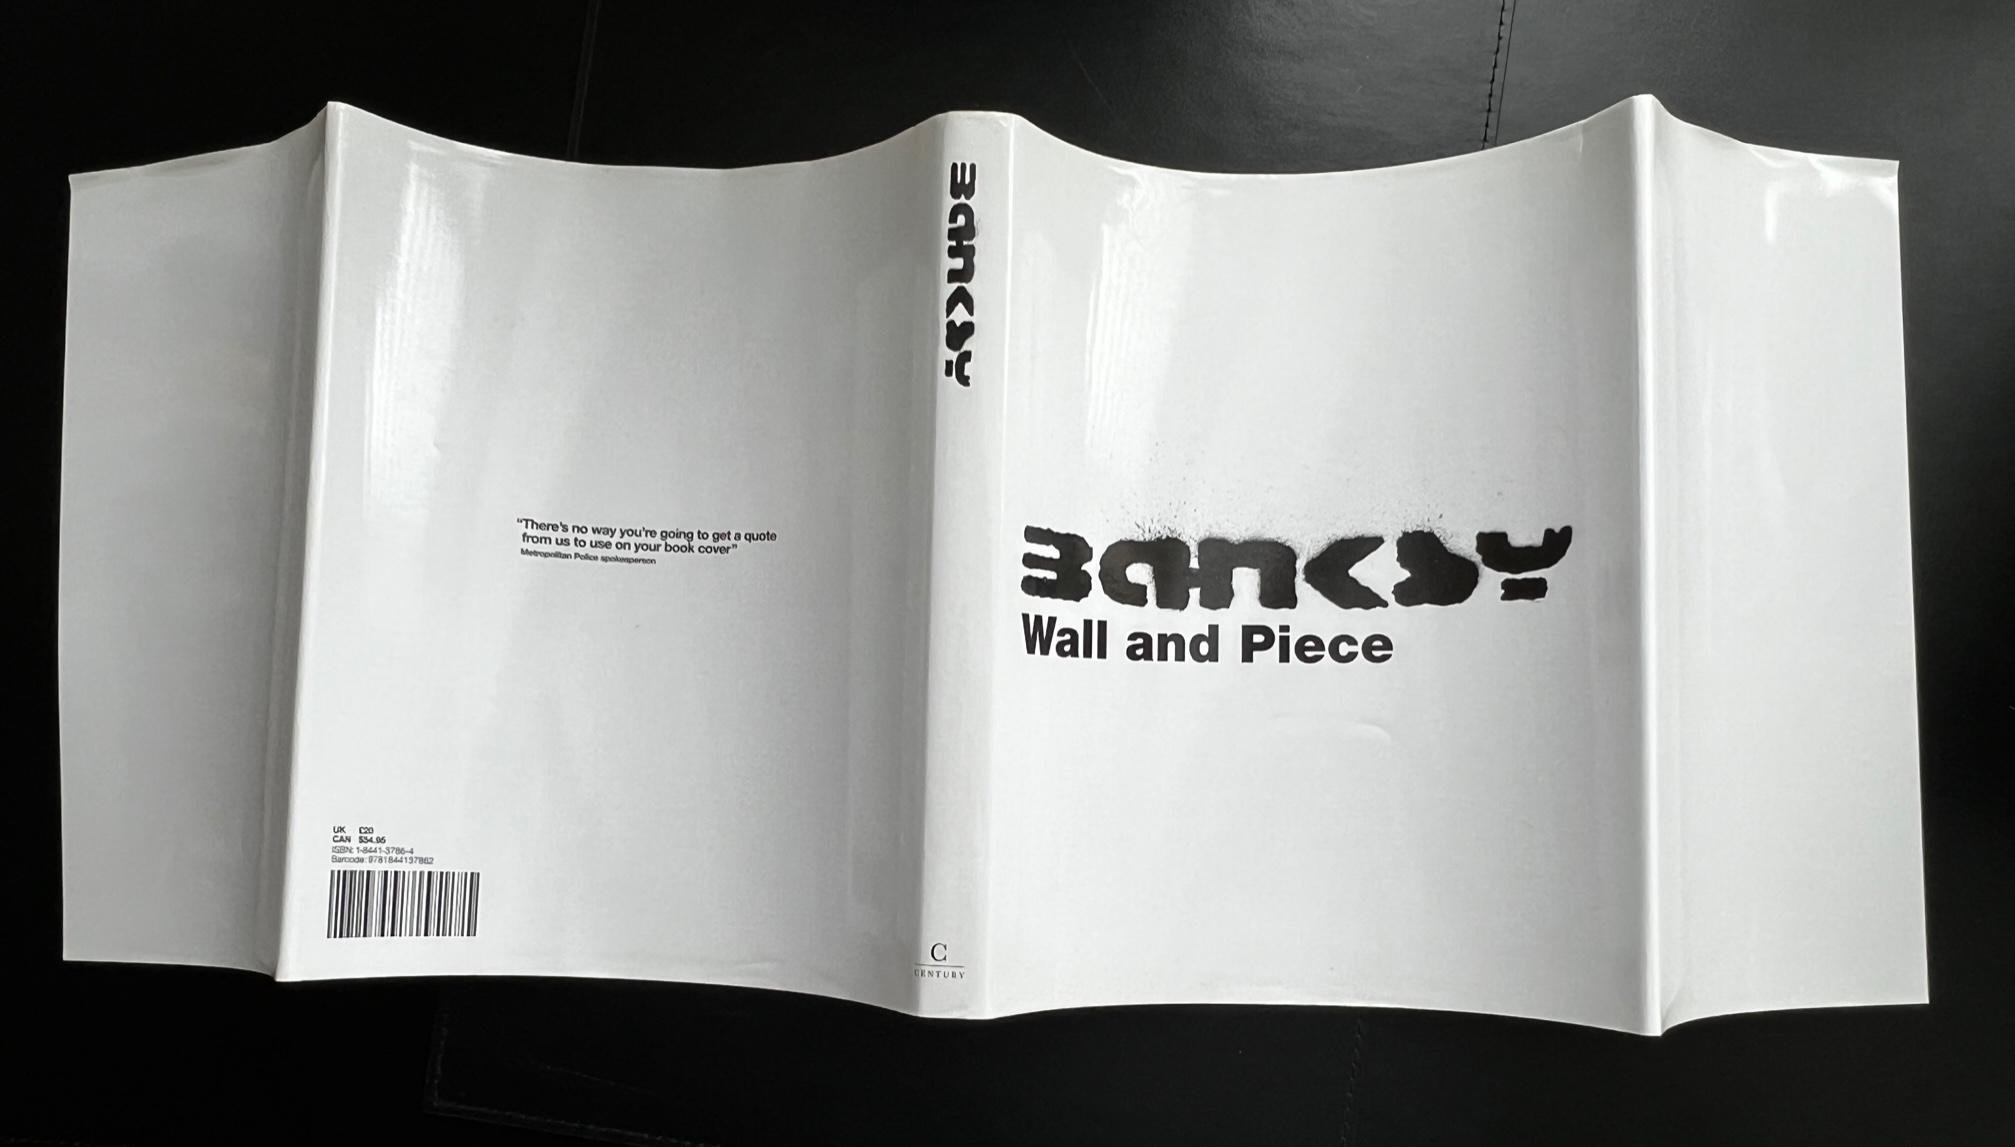 "There's no way you're going to get a quote
from us to use on your book cover"
Metropolitan Police spokesperson
UK £20
CAN $34.95
ISBN: 1-8441-3786-4
Barcode: 9781844137862
BANKSY
C
CENTURY
BANKSY
Wall and Piece